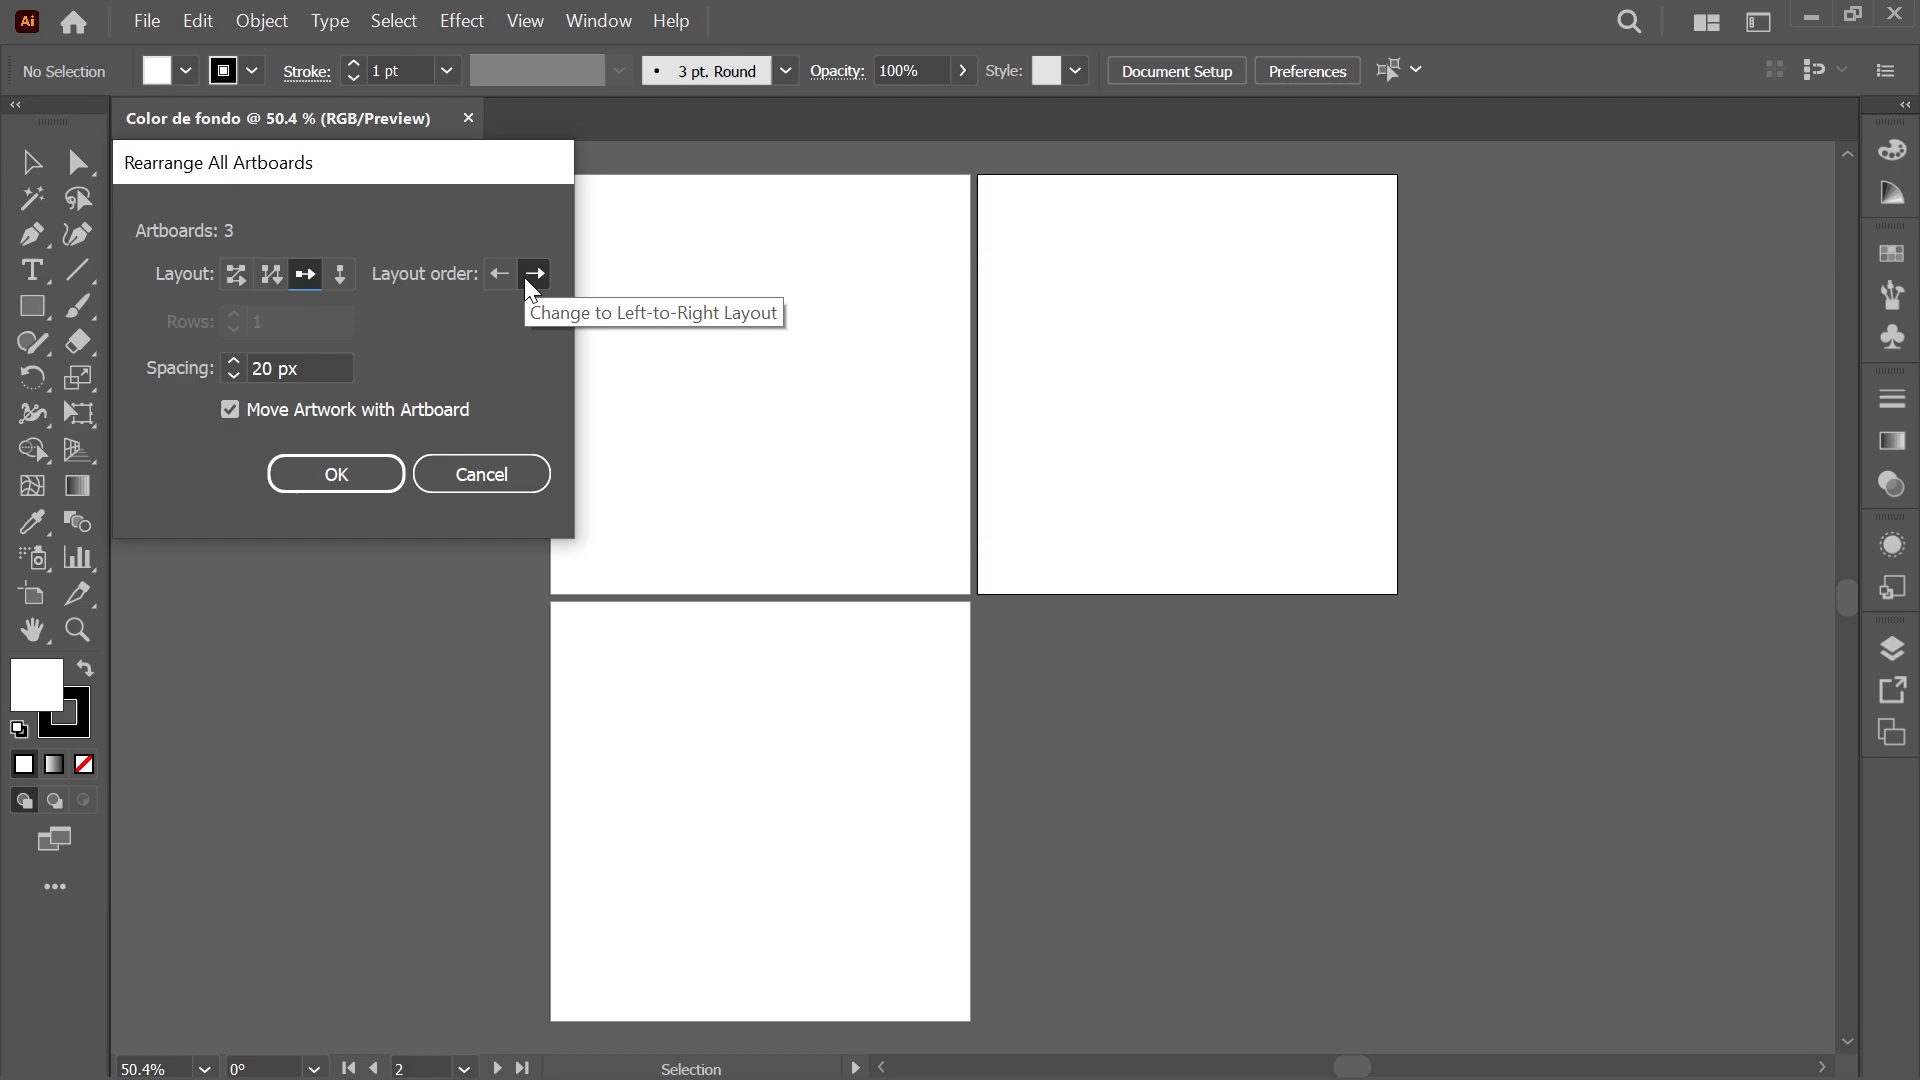 Ai File Edit Object Type Select Effect View Window Help
No Selection Stroke: 1 pt 3 pt. Round Opacity: 100% Style: Document Setup Preferences
Color de fondo @ 50.4 % (RGB/Preview)
Rearrange All Artboards
Artboards: 3
Layout: Layout order:
Change to Left-to-Right Layout
Rows: 1
Spacing: 20 px
Move Artwork with Artboard
OK Cancel
50.4% 0° 2 Selection